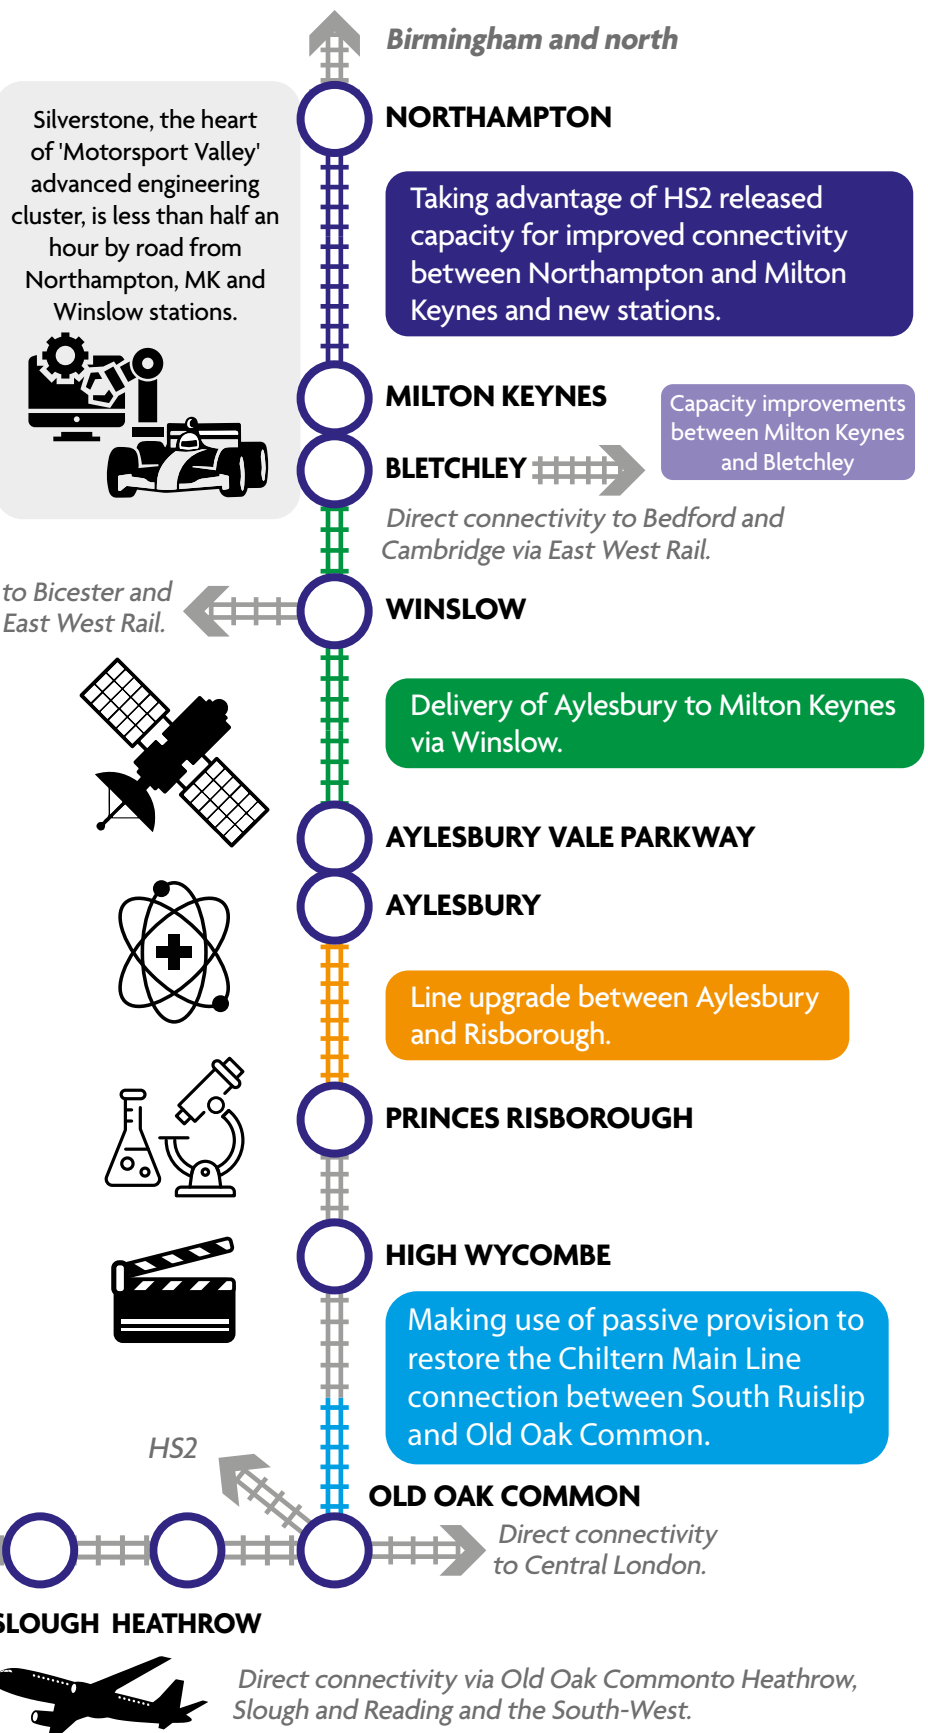 Birmingham and north
NORTHAMPTON
Silverstone, the heart
of 'Motorsport Valley'
advanced engineering
cluster, is less than half an
hour by road from
Northampton, MK and
Winslow stations.
Taking advantage of HS2 released
capacity for improved connectivity
between Northampton and Milton
Keynes and new stations.
MILTON KEYNES
Capacity improvements
between Milton Keynes
and Bletchley
BLETCHLEY
Direct connectivity to Bedford and
Cambridge via East West Rail.
to Bicester and
East West Rail.
WINSLOW
Delivery of Aylesbury to Milton Keynes
via Winslow.
AYLESBURY VALE PARKWAY
AYLESBURY
Line upgrade between Aylesbury
and Risborough.
PRINCES RISBOROUGH
HIGH WYCOMBE
Making use of passive provision to
restore the Chiltern Main Line
connection between South Ruislip
and Old Oak Common.
HS2
OLD OAK COMMON
Direct connectivity
to Central London.
SLOUGH HEATHROW
Direct connectivity via Old Oak Commonto Heathrow,
Slough and Reading and the South-West.